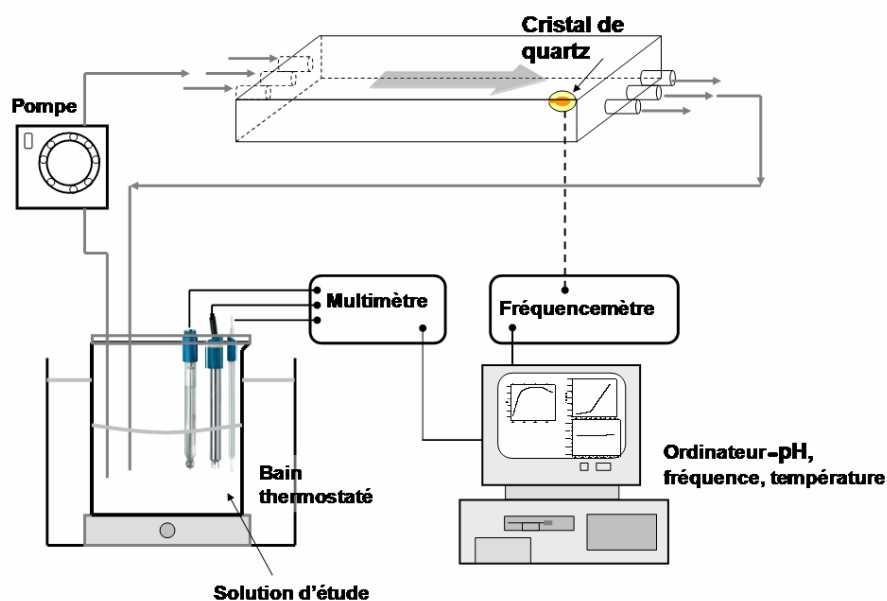 Cristal de
quartz
Pompe
Multimètre
Fréquencemètre
Ordinateur-pH,
fréquence, température
Bain
thermostaté
Solution d'étude